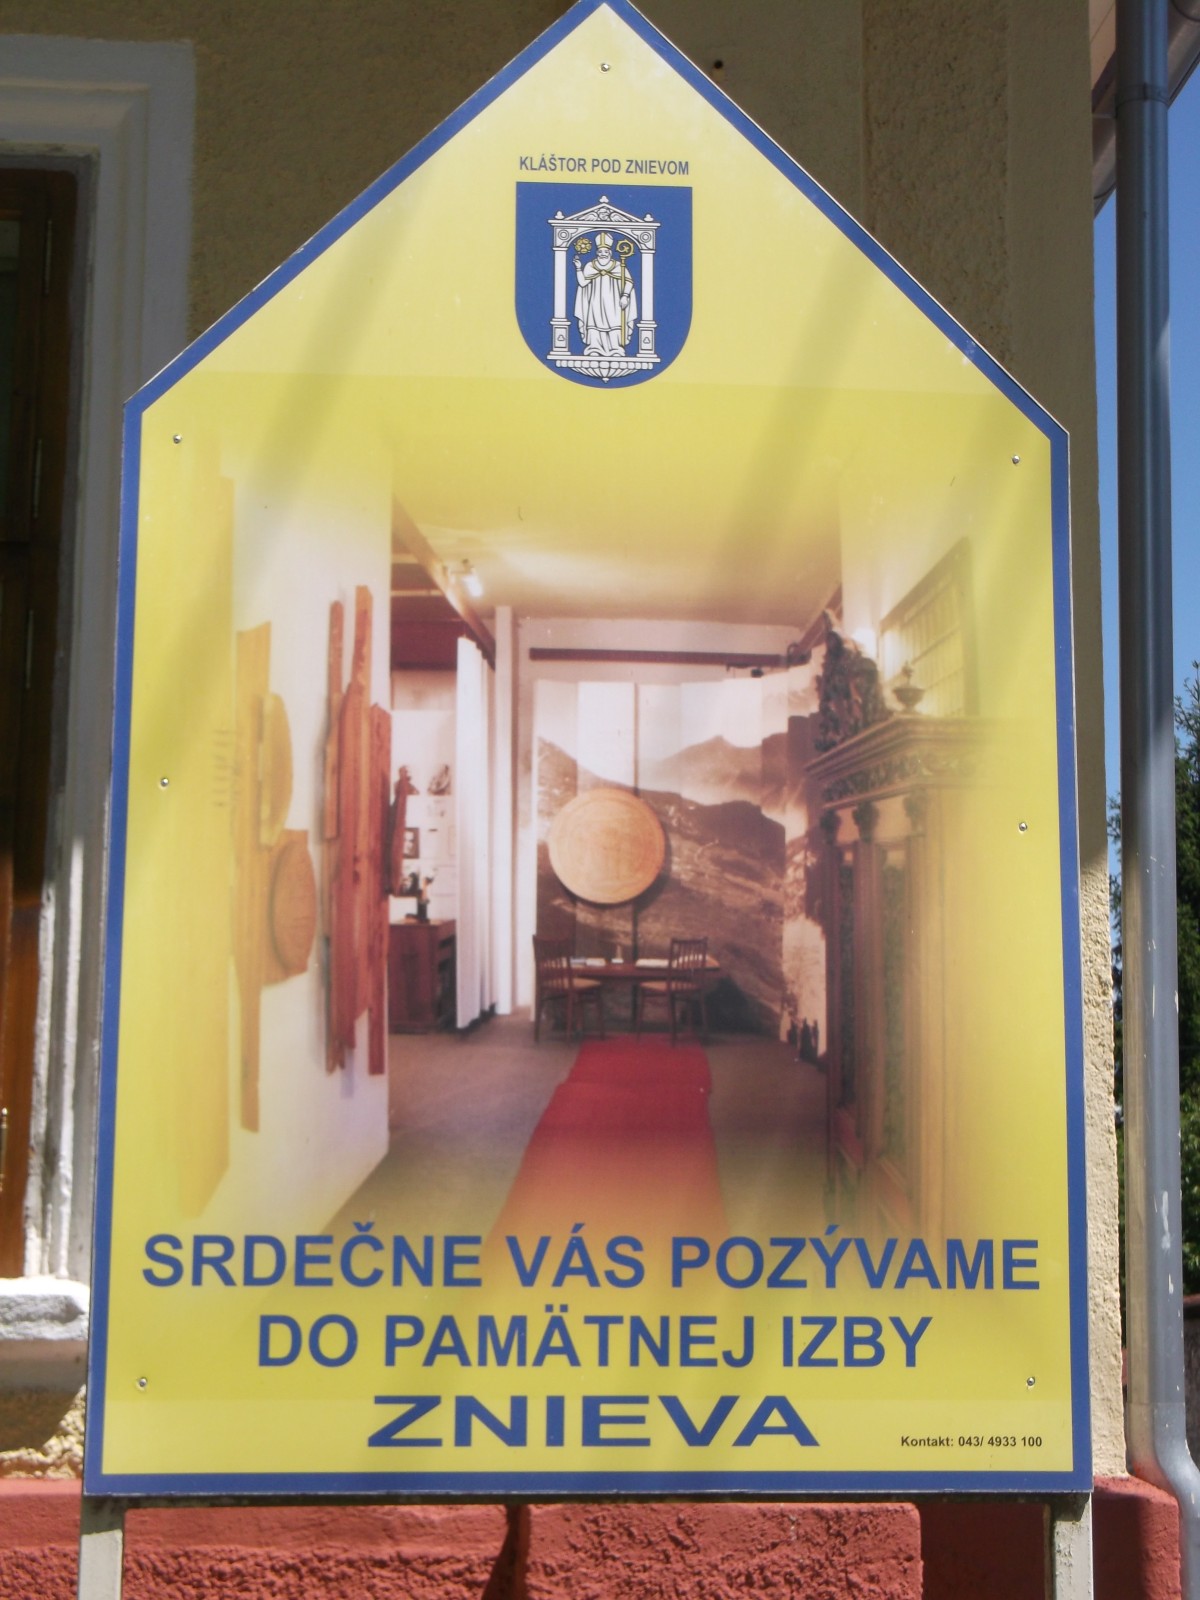 KLÁŠTOR POD ZNIEVOM
SRDEČNE VÁS POZÝVAME
DO PAMÄTNEJ IZBY
ZNIEVA
Kontakt: 043/ 4933 100